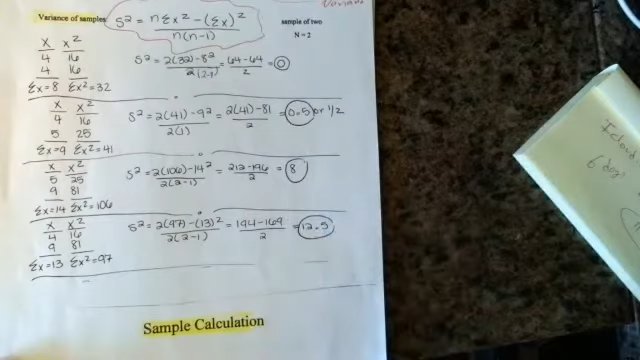 Variance of samples
S² = nΣx² - (Σx)² / n(n-1)
sample of two
N = 2
x x²
4 16
4 16
Σx=8 Σx²=32
S² = 2(32)-8² / 2(2-1) = 64-64 / 2 = 0
x x²
4 16
5 25
Σx=9 Σx²=41
S² = 2(41)-9² / 2(1) = 2(41)-81 / 2 = 0.5 or 1/2
x x²
5 25
9 81
Σx=14 Σx²=106
S² = 2(106)-14² / 2(2-1) = 212-196 / 2 = 8
x x²
4 16
9 81
Σx=13 Σx²=97
S² = 2(97)-(13)² / 2(2-1) = 194-169 / 2 = 12.5
Sample Calculation